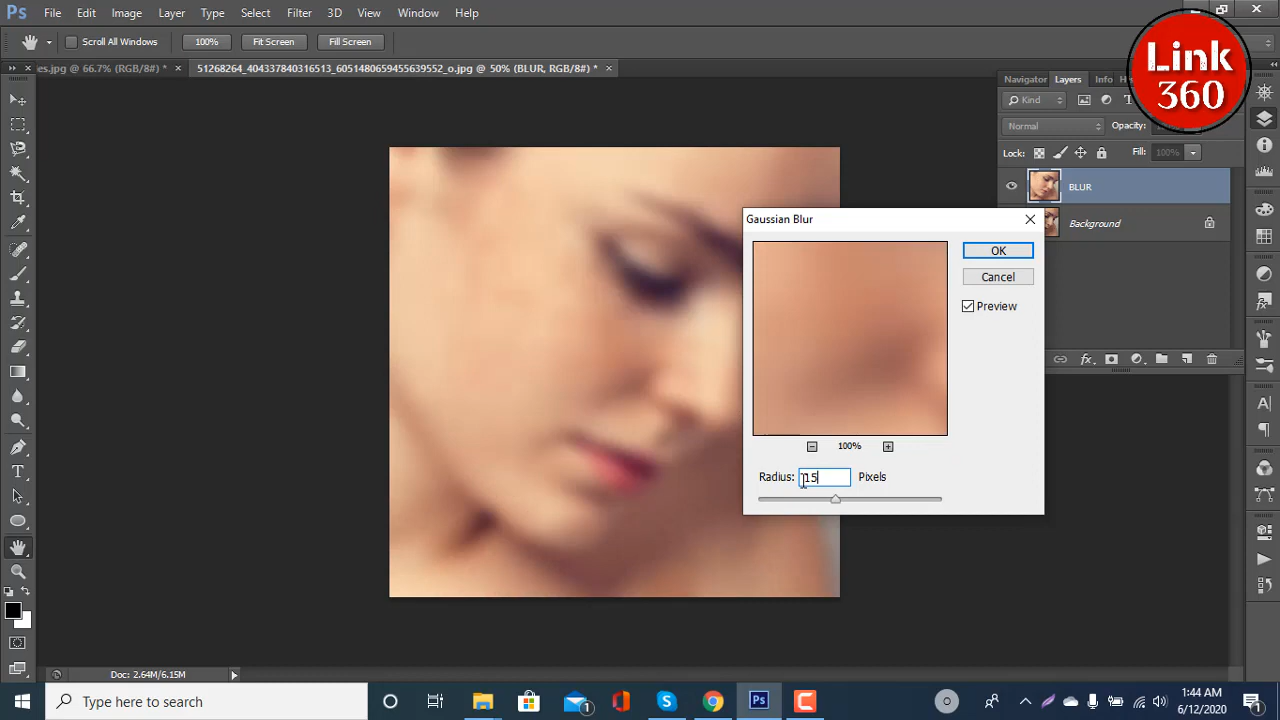 Ps File Edit Image Layer Type Select Filter 3D View Window Help
Scroll All Windows 100% Fit Screen Fill Screen
Link
360
es.jpg @ 66.7% (RGB/8#) * × 51268264_404337840316513_6051480659455639552_o.jpg @ 50% (BLUR, RGB/8#) * ×
Navigator Layers Info
Kind
Normal Opacity:
Lock: Fill: 100%
BLUR
Background
Gaussian Blur
OK
Cancel
Preview
100%
Radius: 15 Pixels
Doc: 2.64M/6.15M
Type here to search
1:44 AM
6/12/2020